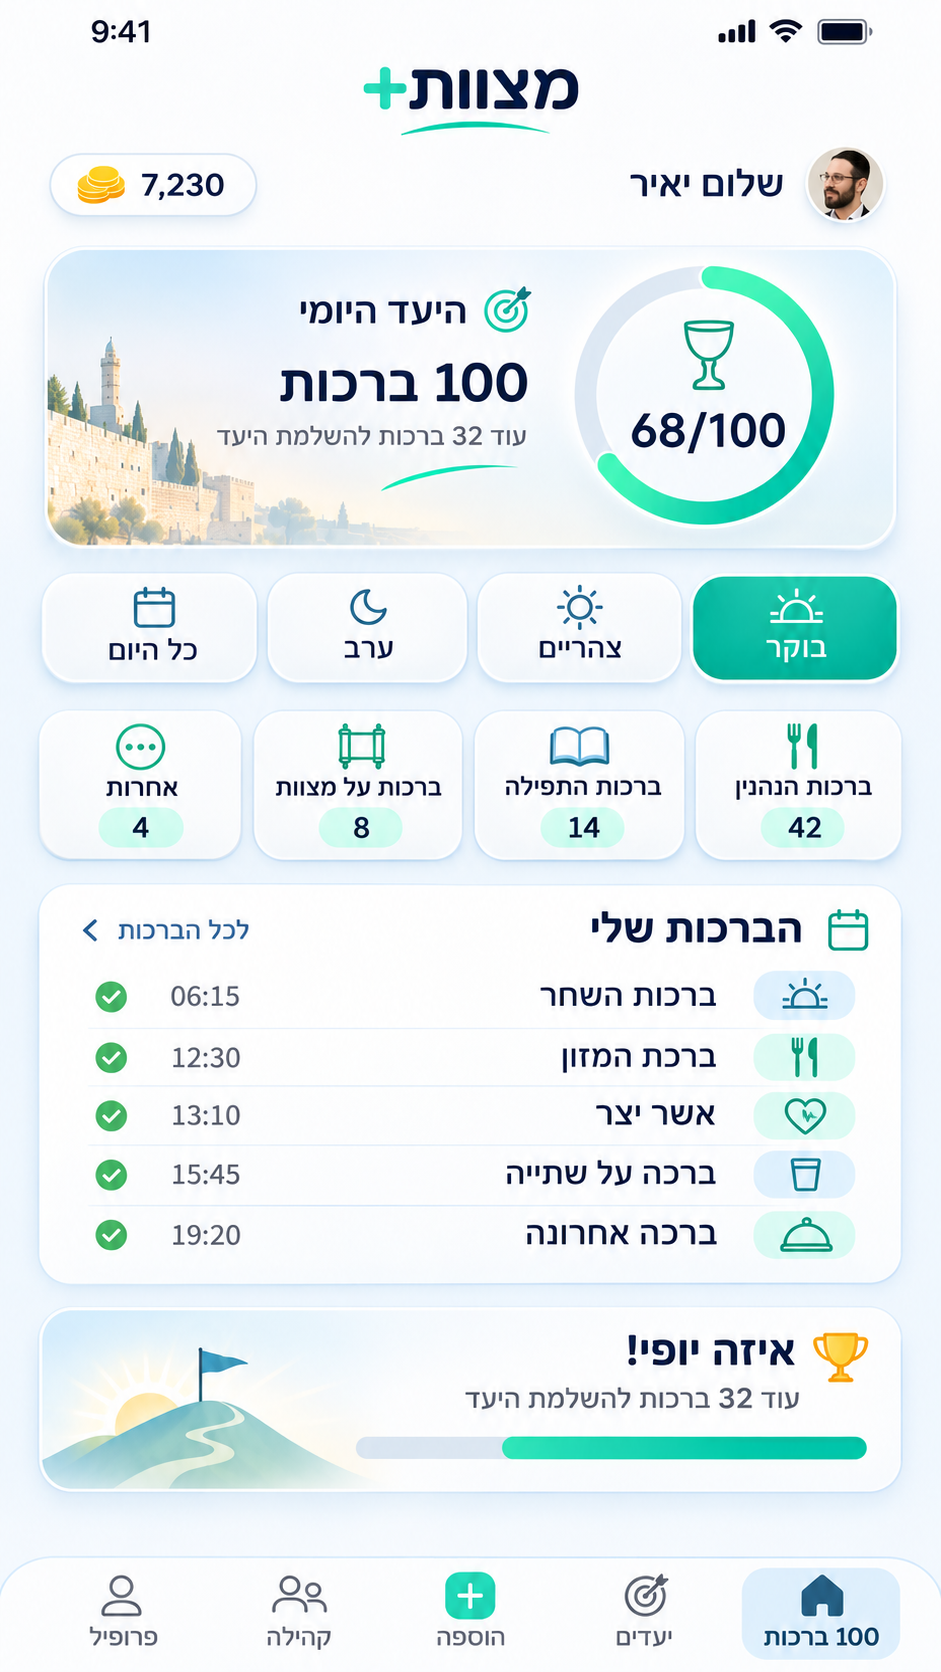 9:41
מצוות+
שלום יאיר
7,230
היעד היומי
100 ברכות
עוד 32 ברכות להשלמת היעד
68/100
בוקר
צהריים
ערב
כל היום
ברכות הנהנין
42
ברכות התפילה
14
ברכות על מצוות
8
אחרות
4
הברכות שלי
לכל הברכות
ברכות השחר 06:15
ברכת המזון 12:30
אשר יצר 13:10
ברכה על שתייה 15:45
ברכה אחרונה 19:20
איזה יופי!
עוד 32 ברכות להשלמת היעד
100 ברכות
יעדים
הוספה
קהילה
פרופיל